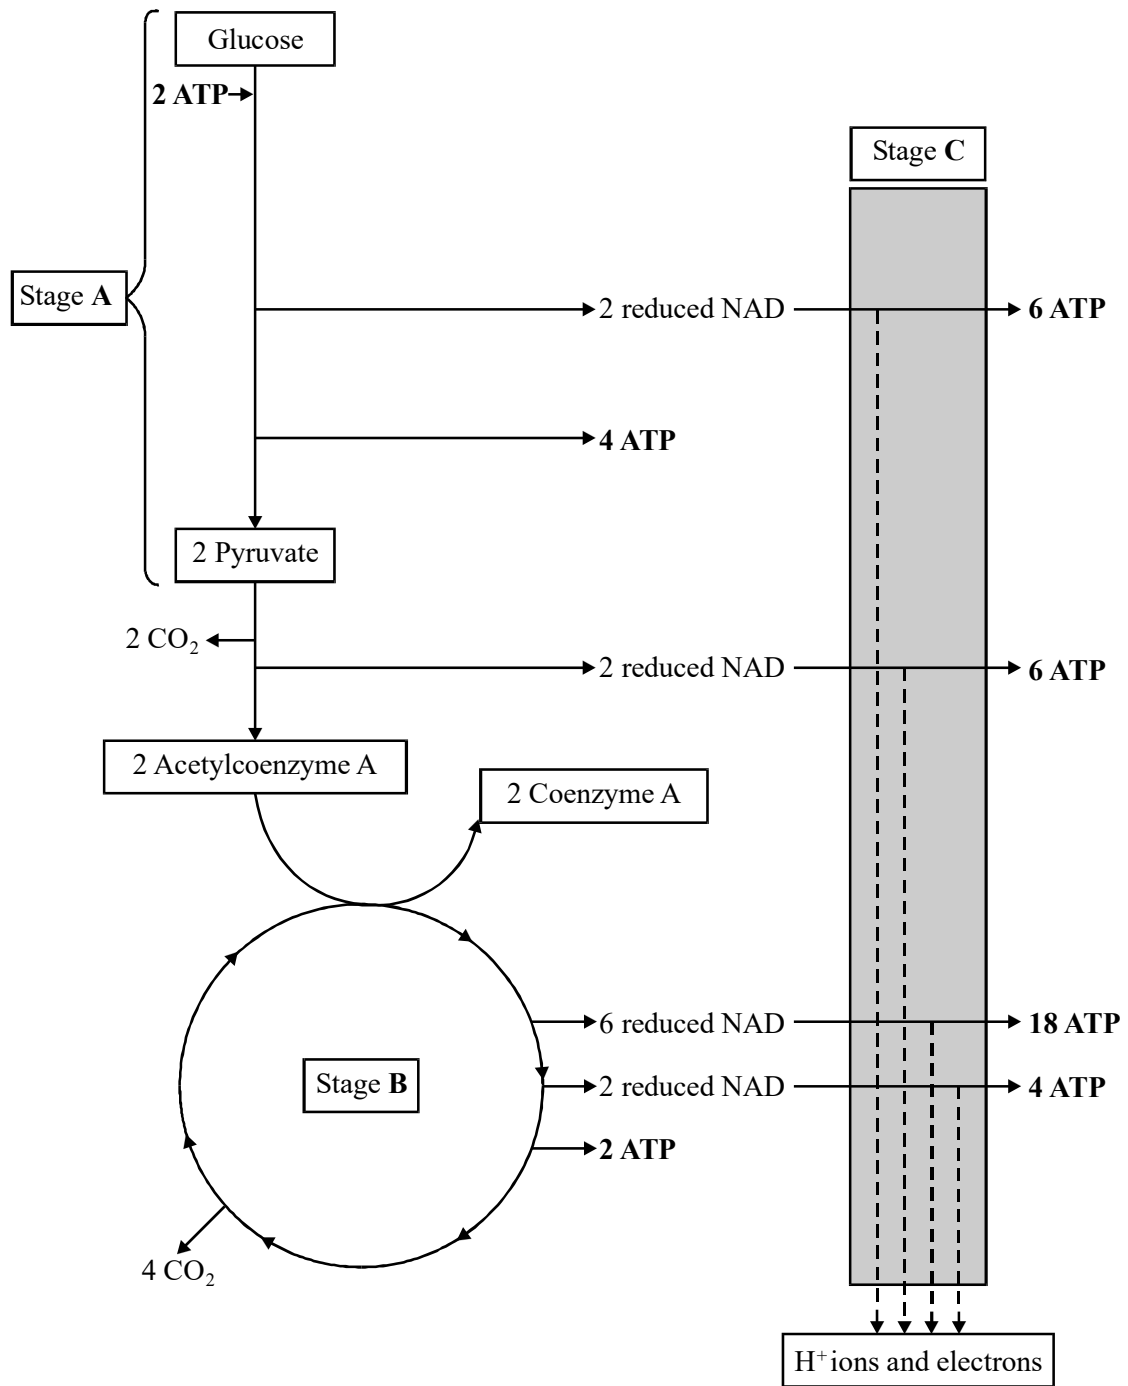 Glucose
2 ATP
Stage C
Stage A
2 reduced NAD
6 ATP
4 ATP
2 Pyruvate
2 CO₂
2 reduced NAD
6 ATP
2 Acetylcoenzyme A
2 Coenzyme A
6 reduced NAD
18 ATP
Stage B
2 reduced NAD
4 ATP
2 ATP
4 CO₂
H⁺ ions and electrons